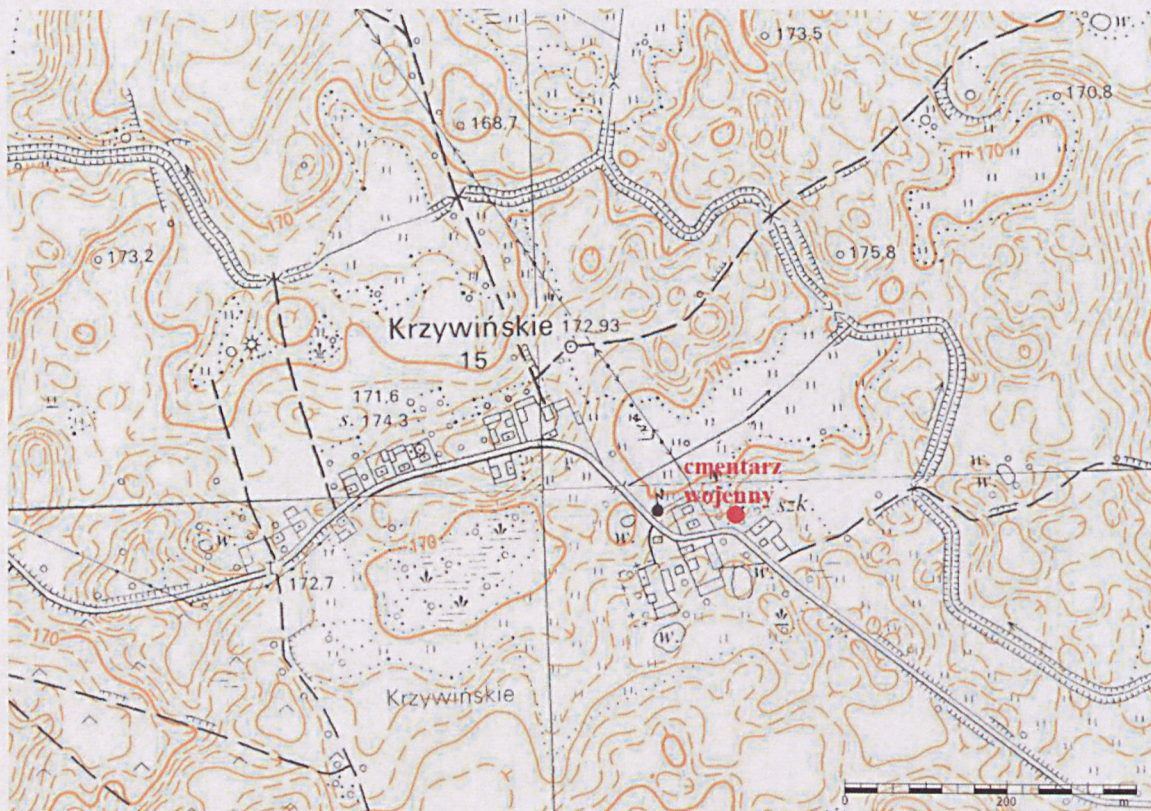 w.
173.5
170.8
168.7
170
170
173.2
175.8
Krzywińskie 172.93
15
170
171.6
s. 174.3
cmentarz
wojenny
szk.
w.
w.
w.
w.
170
172.7
w.
w.
170
Krzywińskie
0 200 m